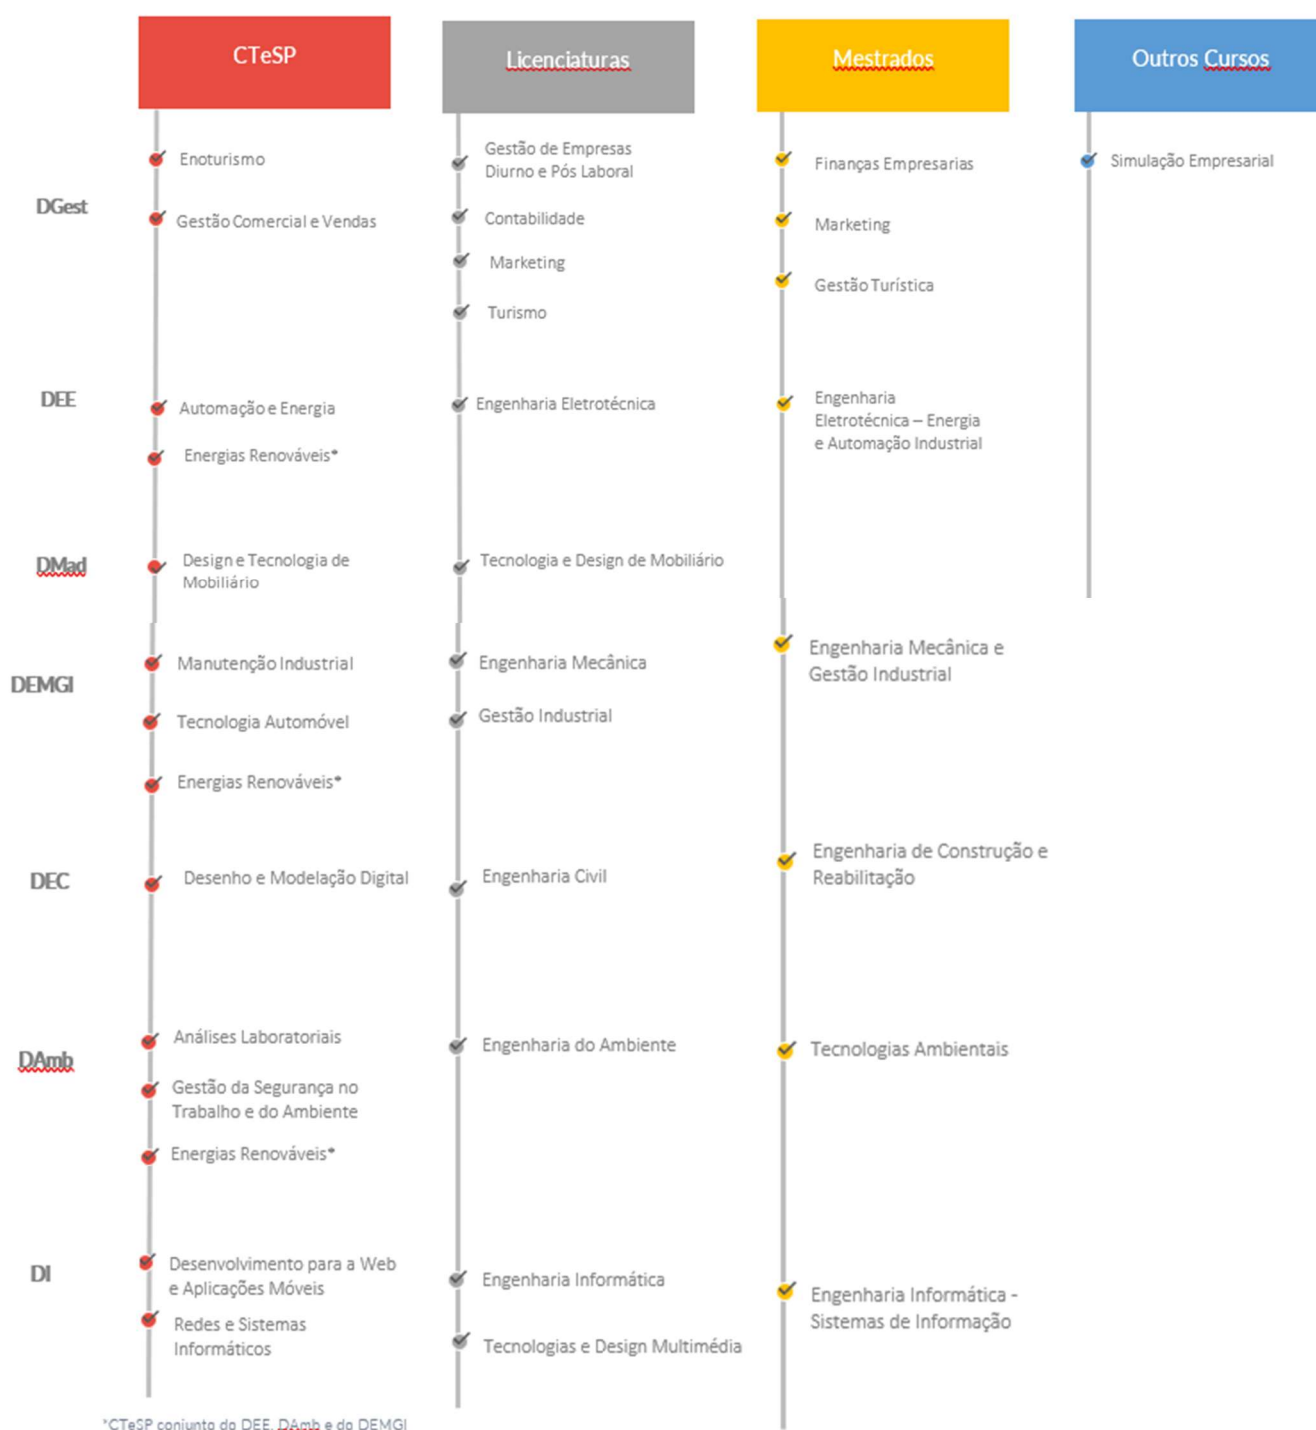 CTeSP
Licenciaturas
Mestrados
Outros Cursos
DGest
Enoturismo
Gestão Comercial e Vendas
Gestão de Empresas
Diurno e Pós Laboral
Contabilidade
Marketing
Turismo
Finanças Empresarias
Marketing
Gestão Turística
Simulação Empresarial
DEE
Automação e Energia
Energias Renováveis*
Engenharia Eletrotécnica
Engenharia
Eletrotécnica – Energia
e Automação Industrial
DMad
Design e Tecnologia de
Mobiliário
Tecnologia e Design de Mobiliário
DEMGI
Manutenção Industrial
Tecnologia Automóvel
Energias Renováveis*
Engenharia Mecânica
Gestão Industrial
Engenharia Mecânica e
Gestão Industrial
DEC
Desenho e Modelação Digital
Engenharia Civil
Engenharia de Construção e
Reabilitação
DAmb
Análises Laboratoriais
Gestão da Segurança no
Trabalho e do Ambiente
Energias Renováveis*
Engenharia do Ambiente
Tecnologias Ambientais
DI
Desenvolvimento para a Web
e Aplicações Móveis
Redes e Sistemas
Informáticos
Engenharia Informática
Tecnologias e Design Multimédia
Engenharia Informática -
Sistemas de Informação
*CTeSP conjunto do DEE, DAmb e do DEMGI